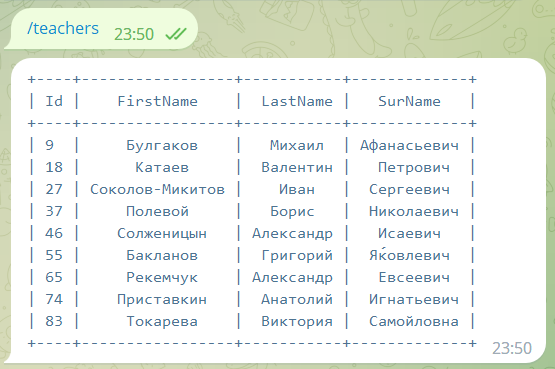 /teachers 23:50
+----+-----------------+-----------+-------------+
| Id |    FirstName    |  LastName |   SurName   |
+----+-----------------+-----------+-------------+
| 9  |     Булгаков    |   Михаил  | Афанасьевич |
| 18 |      Катаев     |  Валентин |   Петрович  |
| 27 | Соколов-Микитов |    Иван   |  Сергеевич  |
| 37 |     Полевой     |   Борис   |  Николаевич |
| 46 |    Солженицын   | Александр |   Исаевич   |
| 55 |     Бакланов    |  Григорий |  Я́ковлевич  |
| 65 |     Рекемчук    | Александр |   Евсеевич  |
| 74 |    Приставкин   |  Анатолий |  Игнатьевич |
| 83 |     Токарева    |  Виктория |  Самойловна |
+----+-----------------+-----------+-------------+
23:50